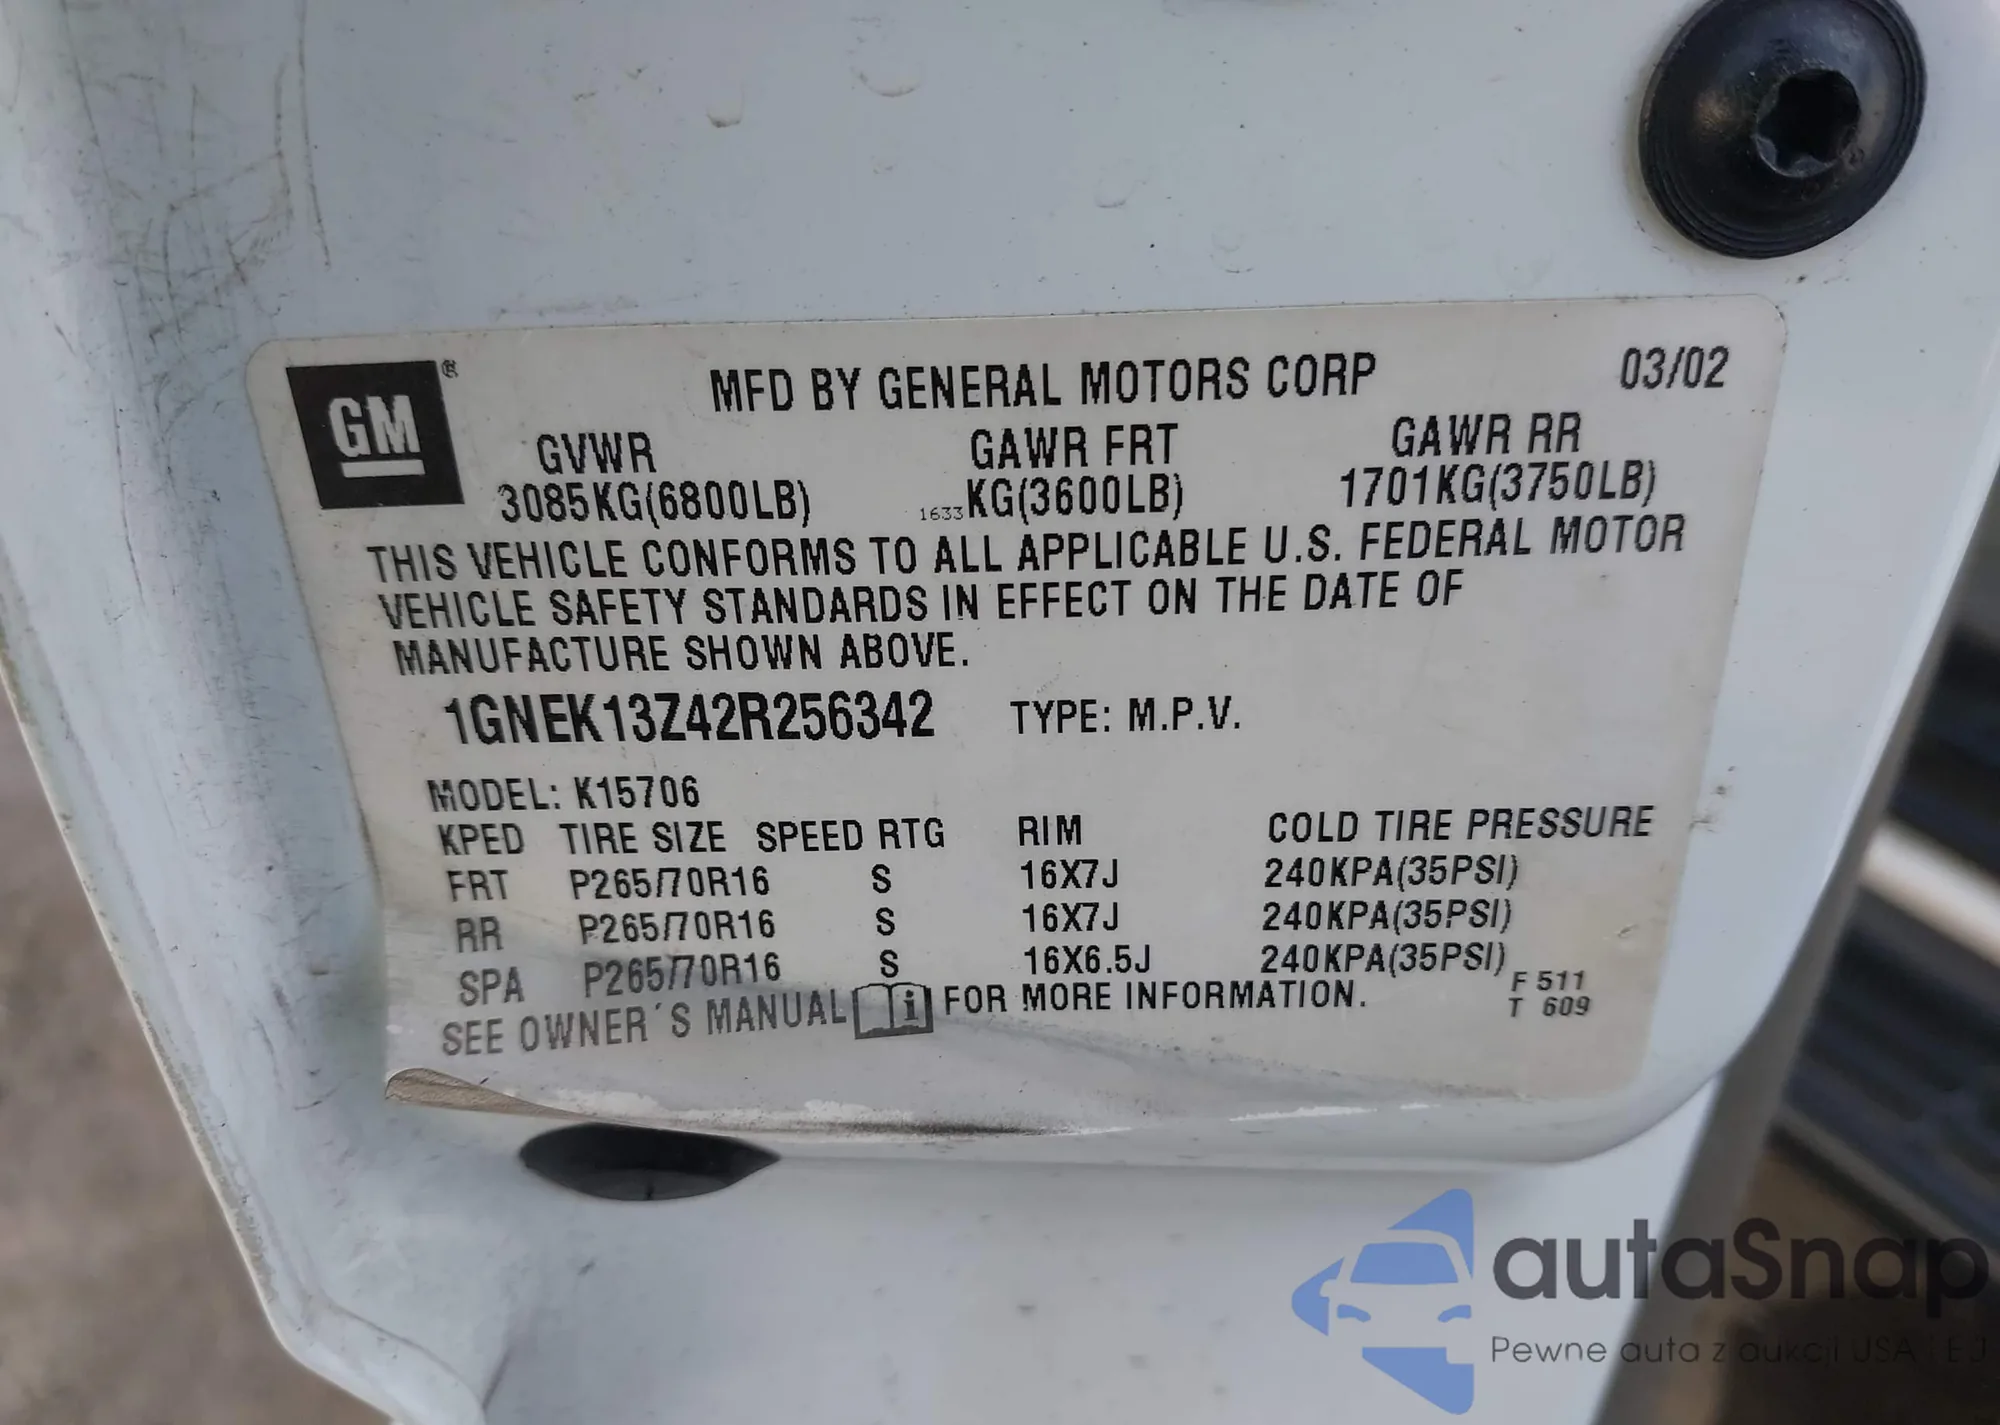 GM ®
MFD BY GENERAL MOTORS CORP 03/02
GVWR GAWR FRT GAWR RR
3085KG(6800LB) 1633KG(3600LB) 1701KG(3750LB)
THIS VEHICLE CONFORMS TO ALL APPLICABLE U.S. FEDERAL MOTOR
VEHICLE SAFETY STANDARDS IN EFFECT ON THE DATE OF
MANUFACTURE SHOWN ABOVE.
1GNEK13Z42R256342 TYPE: M.P.V.
MODEL: K15706
KPED TIRE SIZE SPEED RTG RIM COLD TIRE PRESSURE
FRT P265/70R16 S 16X7J 240KPA(35PSI)
RR P265/70R16 S 16X7J 240KPA(35PSI)
SPA P265/70R16 S 16X6.5J 240KPA(35PSI)
SEE OWNER'S MANUAL FOR MORE INFORMATION.
F 511
T 609
autaSnap
Pewne auta z aukcji USA i EU